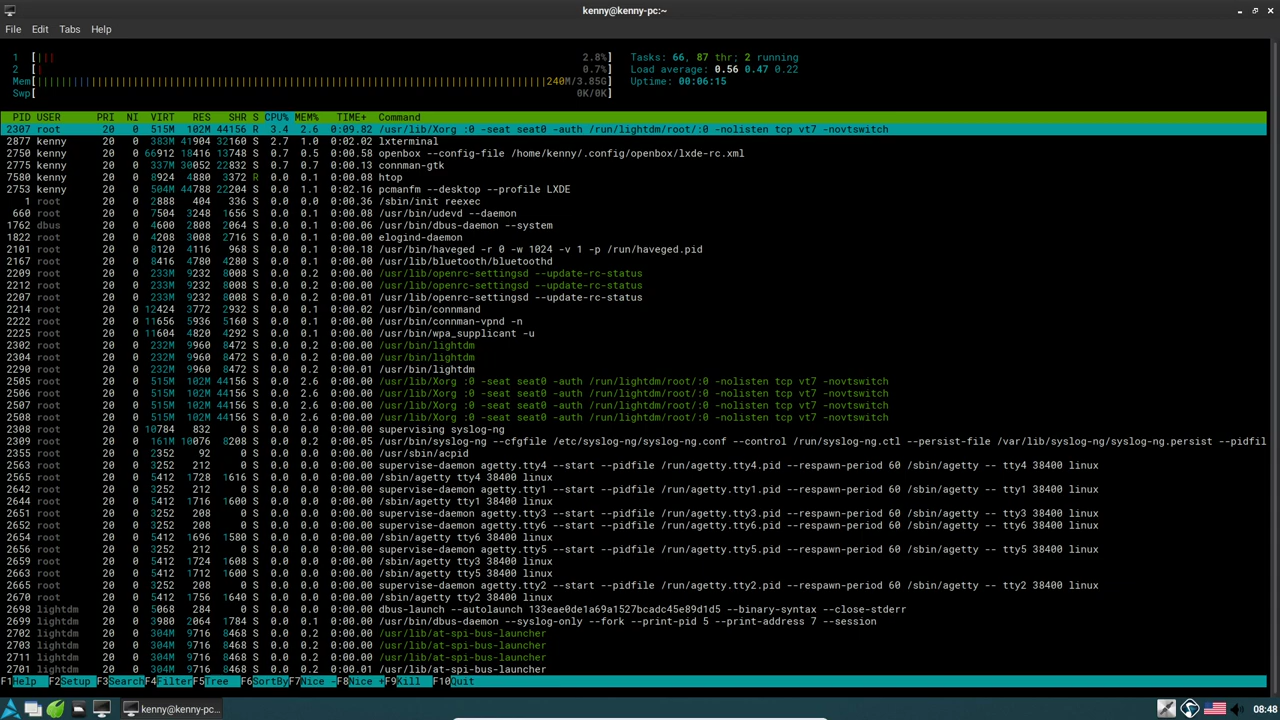 kenny@kenny-pc:~
File Edit Tabs Help
1 [||| 2.8%] Tasks: 66, 87 thr; 2 running
2 [| 0.7%] Load average: 0.56 0.47 0.22
Mem[ 240M/3.85G] Uptime: 00:06:15
Swp[ 0K/0K]
PID USER PRI NI VIRT RES SHR S CPU% MEM% TIME+ Command
2307 root 20 0 515M 102M 44156 R 3.4 2.6 0:09.82 /usr/lib/Xorg :0 -seat seat0 -auth /run/lightdm/root/:0 -nolisten tcp vt7 -novtswitch
2877 kenny 20 0 383M 41904 32160 S 2.7 1.0 0:02.02 lxterminal
2750 kenny 20 0 66912 18416 13748 S 0.7 0.5 0:00.58 openbox --config-file /home/kenny/.config/openbox/lxde-rc.xml
2775 kenny 20 0 337M 30052 22832 S 0.7 0.7 0:00.13 connman-gtk
7580 kenny 20 0 8924 4880 3372 R 0.7 0.1 0:00.08 htop
2753 kenny 20 0 504M 44788 22204 S 0.0 1.1 0:02.16 pcmanfm --desktop --profile LXDE
1 root 20 0 2888 404 336 S 0.0 0.0 0:00.36 /sbin/init reexec
660 root 20 0 7504 3248 1656 S 0.0 0.1 0:00.06 /usr/bin/udevd --daemon
1762 dbus 20 0 4600 2808 2064 S 0.0 0.1 0:00.06 /usr/bin/dbus-daemon --system
1822 root 20 0 4208 3008 2716 S 0.0 0.1 0:00.00 elogind-daemon
2101 root 20 0 8120 4116 968 S 0.0 0.1 0:00.18 /usr/bin/haveged -r 0 -w 1024 -v 1 -p /run/haveged.pid
2167 root 20 0 8416 4780 4280 S 0.0 0.1 0:00.00 /usr/lib/bluetooth/bluetoothd
2209 root 20 0 233M 9232 8008 S 0.0 0.2 0:00.00 /usr/lib/openrc-settingsd --update-rc-status
2212 root 20 0 233M 9232 8008 S 0.0 0.2 0:00.00 /usr/lib/openrc-settingsd --update-rc-status
2207 root 20 0 233M 9232 8008 S 0.0 0.2 0:00.01 /usr/lib/openrc-settingsd --update-rc-status
2214 root 20 0 12424 3772 2932 S 0.0 0.1 0:00.02 /usr/bin/connmand
2222 root 20 0 11656 5936 5160 S 0.0 0.1 0:00.00 /usr/bin/connman-vpnd -n
2225 root 20 0 11604 4820 4292 S 0.0 0.1 0:00.00 /usr/bin/wpa_supplicant -u
2302 root 20 0 232M 9960 8472 S 0.0 0.2 0:00.00 /usr/bin/lightdm
2304 root 20 0 232M 9960 8472 S 0.0 0.2 0:00.00 /usr/bin/lightdm
2290 root 20 0 232M 9960 8472 S 0.0 0.2 0:00.01 /usr/bin/lightdm
2505 root 20 0 515M 102M 44156 S 0.0 2.6 0:00.00 /usr/lib/Xorg :0 -seat seat0 -auth /run/lightdm/root/:0 -nolisten tcp vt7 -novtswitch
2506 root 20 0 515M 102M 44156 S 0.0 2.6 0:00.00 /usr/lib/Xorg :0 -seat seat0 -auth /run/lightdm/root/:0 -nolisten tcp vt7 -novtswitch
2507 root 20 0 515M 102M 44156 S 0.0 2.6 0:00.00 /usr/lib/Xorg :0 -seat seat0 -auth /run/lightdm/root/:0 -nolisten tcp vt7 -novtswitch
2508 root 20 0 515M 102M 44156 S 0.0 2.6 0:00.00 /usr/lib/Xorg :0 -seat seat0 -auth /run/lightdm/root/:0 -nolisten tcp vt7 -novtswitch
2308 root 20 0 10784 832 0 S 0.0 0.0 0:00.00 supervising syslog-ng
2309 root 20 0 161M 10076 8208 S 0.0 0.3 0:00.05 /usr/bin/syslog-ng --cfgfile /etc/syslog-ng/syslog-ng.conf --control /run/syslog-ng.ctl --persist-file /var/lib/syslog-ng/syslog-ng.persist --pidfil
2355 root 20 0 2352 92 0 S 0.0 0.0 0:00.00 /usr/sbin/acpid
2563 root 20 0 3252 212 0 S 0.0 0.0 0:00.00 supervise-daemon agetty.tty4 --start --pidfile /run/agetty.tty4.pid --respawn-period 60 /sbin/agetty -- tty4 38400 linux
2565 root 20 0 5412 1728 1616 S 0.0 0.0 0:00.00 /sbin/agetty tty4 38400 linux
2642 root 20 0 3252 212 0 S 0.0 0.0 0:00.00 supervise-daemon agetty.tty1 --start --pidfile /run/agetty.tty1.pid --respawn-period 60 /sbin/agetty -- tty1 38400 linux
2644 root 20 0 5412 1716 1600 S 0.0 0.0 0:00.00 /sbin/agetty tty1 38400 linux
2651 root 20 0 3252 208 0 S 0.0 0.0 0:00.00 supervise-daemon agetty.tty3 --start --pidfile /run/agetty.tty3.pid --respawn-period 60 /sbin/agetty -- tty3 38400 linux
2652 root 20 0 3252 208 0 S 0.0 0.0 0:00.00 supervise-daemon agetty.tty6 --start --pidfile /run/agetty.tty6.pid --respawn-period 60 /sbin/agetty -- tty6 38400 linux
2654 root 20 0 5412 1696 1580 S 0.0 0.0 0:00.00 /sbin/agetty tty6 38400 linux
2656 root 20 0 3252 212 0 S 0.0 0.0 0:00.00 supervise-daemon agetty.tty5 --start --pidfile /run/agetty.tty5.pid --respawn-period 60 /sbin/agetty -- tty5 38400 linux
2659 root 20 0 5412 1724 1608 S 0.0 0.0 0:00.00 /sbin/agetty tty3 38400 linux
2663 root 20 0 5412 1712 1600 S 0.0 0.0 0:00.00 /sbin/agetty tty5 38400 linux
2665 root 20 0 3252 208 0 S 0.0 0.0 0:00.00 supervise-daemon agetty.tty2 --start --pidfile /run/agetty.tty2.pid --respawn-period 60 /sbin/agetty -- tty2 38400 linux
2670 root 20 0 5412 1756 1640 S 0.0 0.0 0:00.00 /sbin/agetty tty2 38400 linux
2698 lightdm 20 0 5068 284 0 S 0.0 0.0 0:00.00 dbus-launch --autolaunch 133eae0de1a69a1527bcadc45e89d1d5 --binary-syntax --close-stderr
2699 lightdm 20 0 3980 2064 1784 S 0.0 0.1 0:00.00 /usr/bin/dbus-daemon --syslog-only --fork --print-pid 5 --print-address 7 --session
2702 lightdm 20 0 304M 9716 8468 S 0.0 0.2 0:00.00 /usr/lib/at-spi-bus-launcher
2703 lightdm 20 0 304M 9716 8468 S 0.0 0.2 0:00.00 /usr/lib/at-spi-bus-launcher
2711 lightdm 20 0 304M 9716 8468 S 0.0 0.2 0:00.00 /usr/lib/at-spi-bus-launcher
2701 lightdm 20 0 304M 9716 8468 S 0.0 0.2 0:00.01 /usr/lib/at-spi-bus-launcher
F1Help F2Setup F3SearchF4FilterF5Tree F6SortByF7Nice -F8Nice +F9Kill F10Quit
kenny@kenny-pc... 08:48